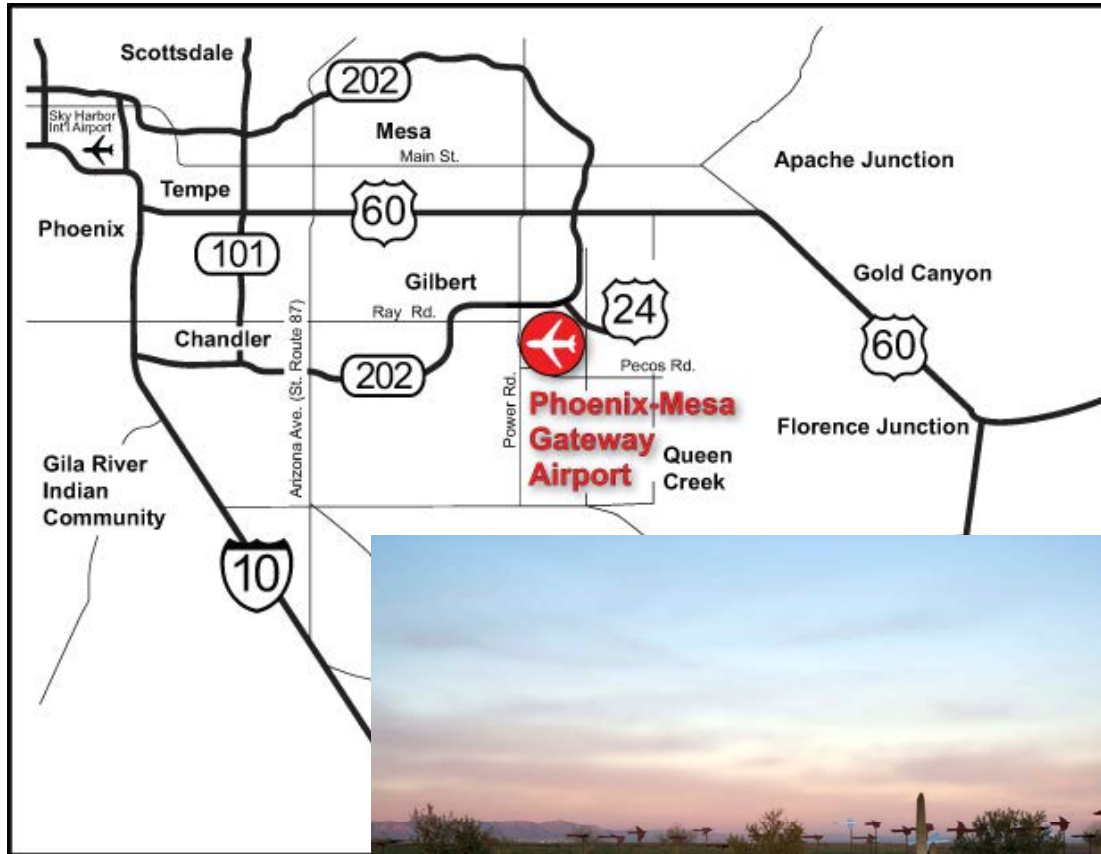 Scottsdale
202
Sky Harbor
Int'l Airport
Mesa
Main St.
Apache Junction
Tempe
60
Phoenix
101
Gold Canyon
Gilbert
24
Ray Rd.
Chandler
60
202
Pecos Rd.
Arizona Ave. (St. Route 87)
Power Rd.
Phoenix-Mesa
Gateway
Airport
Florence Junction
Queen
Creek
Gila River
Indian
Community
10